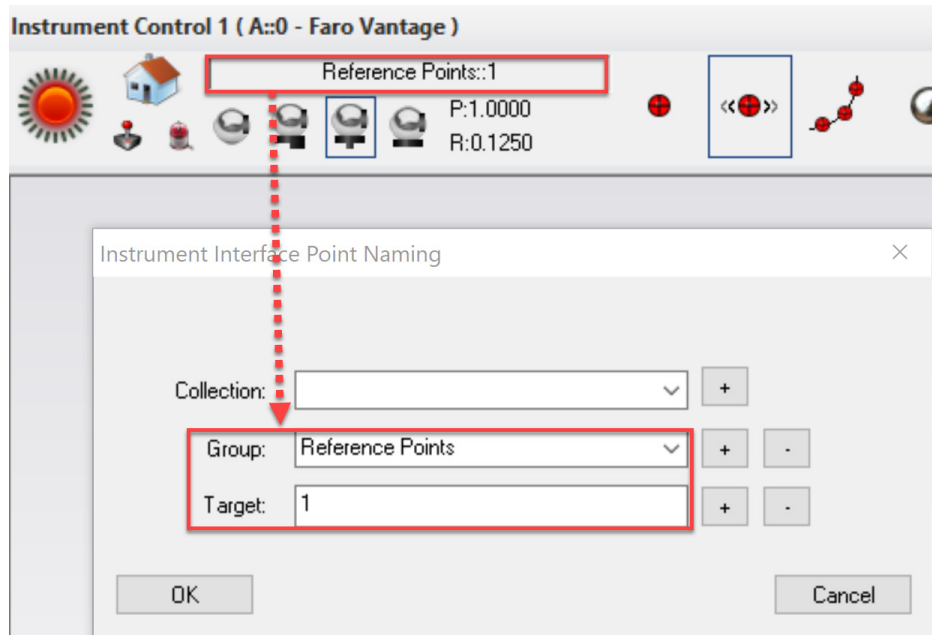 Instrument Control 1 ( A::0 - Faro Vantage )
Reference Points::1
P:1.0000
R:0.1250
Instrument Interface Point Naming
Collection:
+
Group: Reference Points
+ -
Target: 1
+ -
OK Cancel